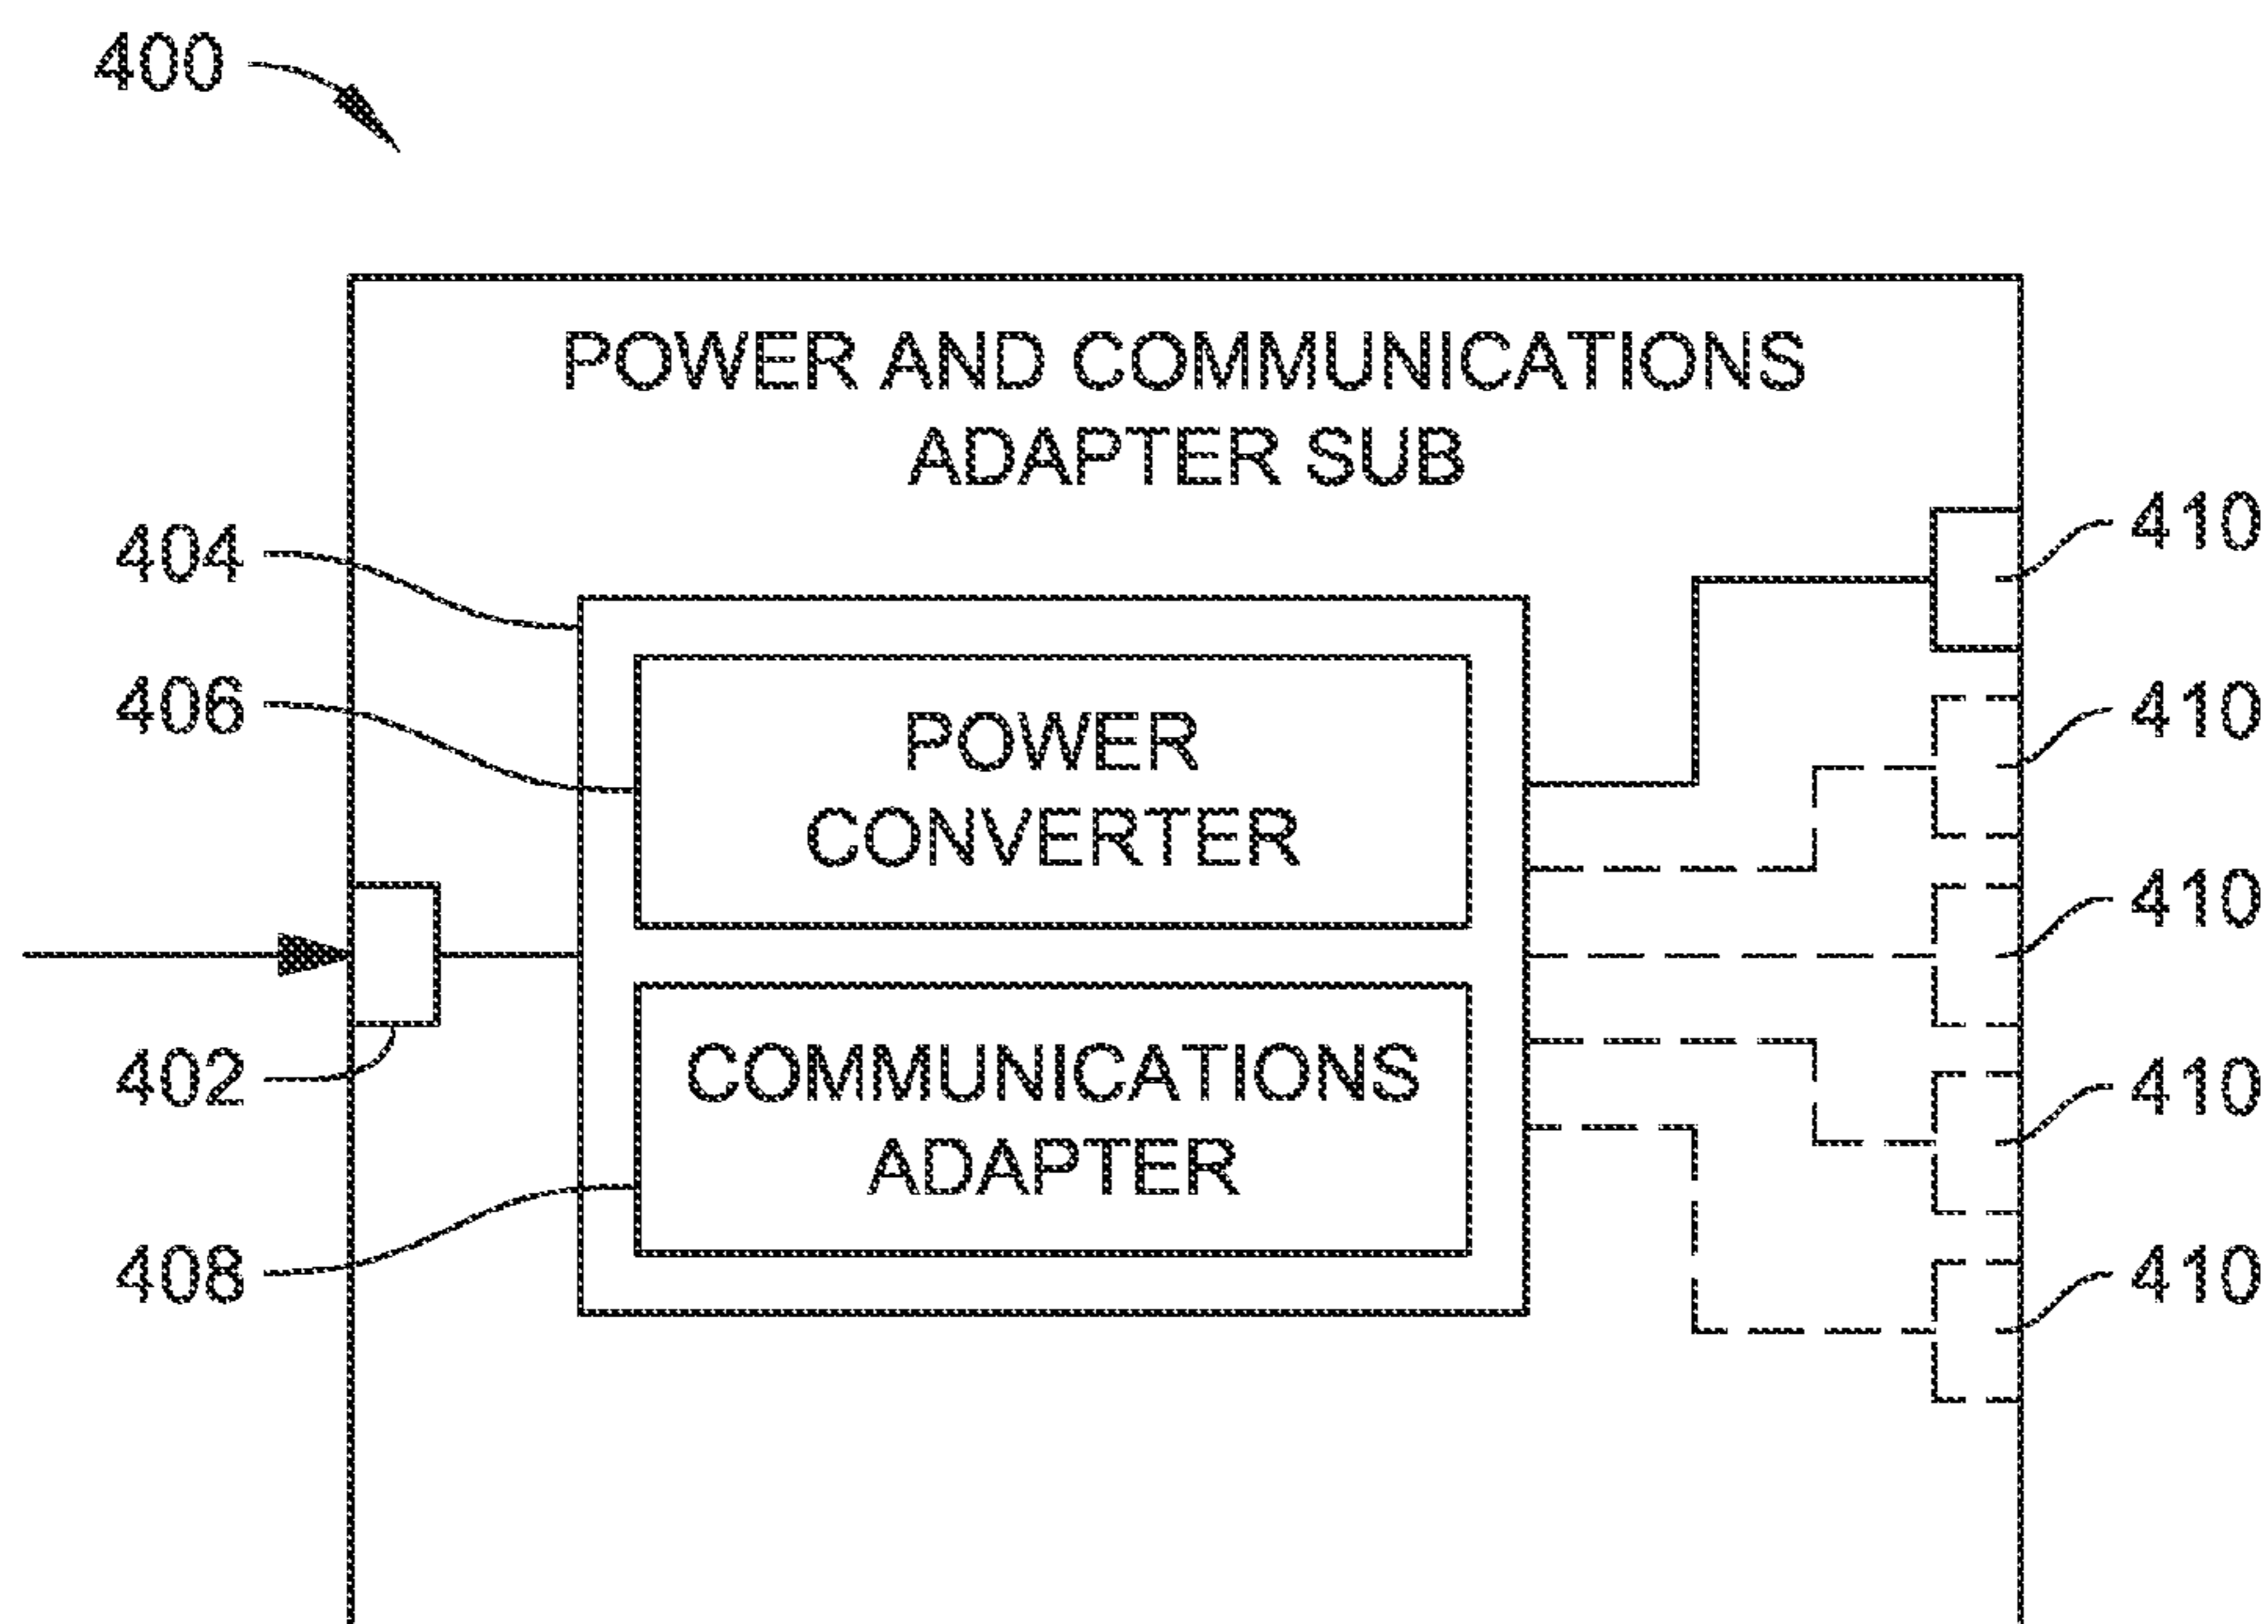 400
POWER AND COMMUNICATIONS
ADAPTER SUB
404
410
406
POWER
CONVERTER
410
410
402
COMMUNICATIONS
ADAPTER
410
408
410